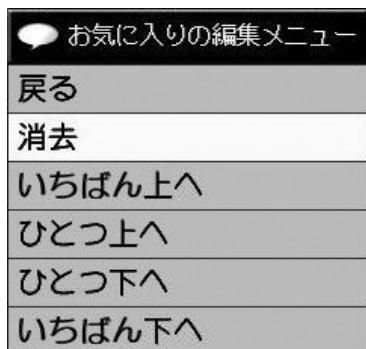 お気に入りの編集メニュー
戻る
消去
いちばん上へ
ひとつ上へ
ひとつ下へ
いちばん下へ